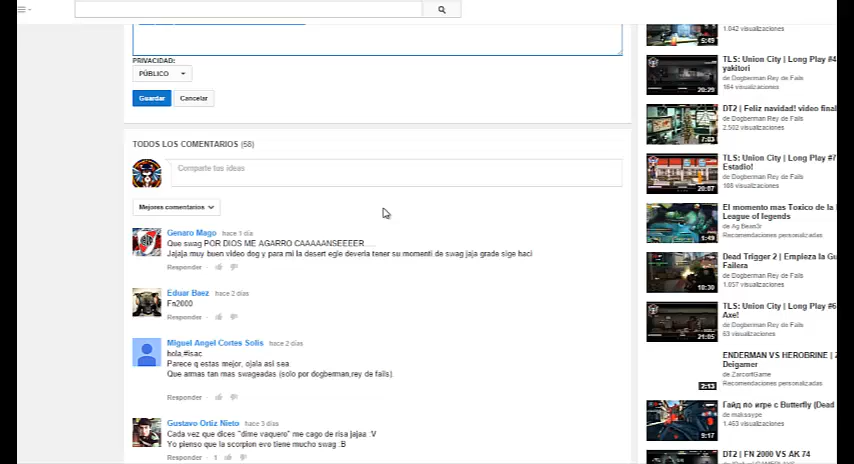 PRIVACIDAD:
PÚBLICO
Guardar
Cancelar
TODOS LOS COMENTARIOS (58)
Comparte tus ideas
Mejores comentarios
Genaro Mago hace 1 día
Que swag POR DIOS ME AGARRO CAAAAANSEEEER.....
Jajaja muy buen video dog y para mi la desert egle deveria tener su momenti de swag jaja grade sige haci
Responder
Eduar Baez hace 2 días
Fn2000
Responder
Miguel Angel Cortes Solis hace 2 días
hola,#isac
Parece q estas mejor, ojala asi sea
Que armas tan mas swageadas (solo por dogberman,rey de fails).
Responder
Gustavo Ortiz Nieto hace 3 días
Cada vez que dices "dime vaquero" me cago de risa jajaa :V
Yo pienso que la scorpion evo tiene mucho swag :B
Responder 1
1.042 visualizaciones
5:49
TLS: Union City | Long Play #4
yakitori
de Dogberman Rey de Fails
184 visualizaciones
20:29
DT2 | Feliz navidad! video final
de Dogberman Rey de Fails
2.502 visualizaciones
7:03
TLS: Union City | Long Play #7
Estadio!
de Dogberman Rey de Fails
108 visualizaciones
20:07
El momento mas Toxico de la
League of legends
de Ag Bean3r
Recomendaciones personalizadas
1:49
Dead Trigger 2 | Empieza la Gu
Failera
de Dogberman Rey de Fails
1.057 visualizaciones
10:30
TLS: Union City | Long Play #6
Axe!
de Dogberman Rey de Fails
63 visualizaciones
21:05
ENDERMAN VS HEROBRINE |
Deigamer
de ZarcortGame
Recomendaciones personalizadas
2:13
Гайд по игре с Butterfly (Dead
de makssype
1.463 visualizaciones
9:17
DT2 | FN 2000 VS AK 74